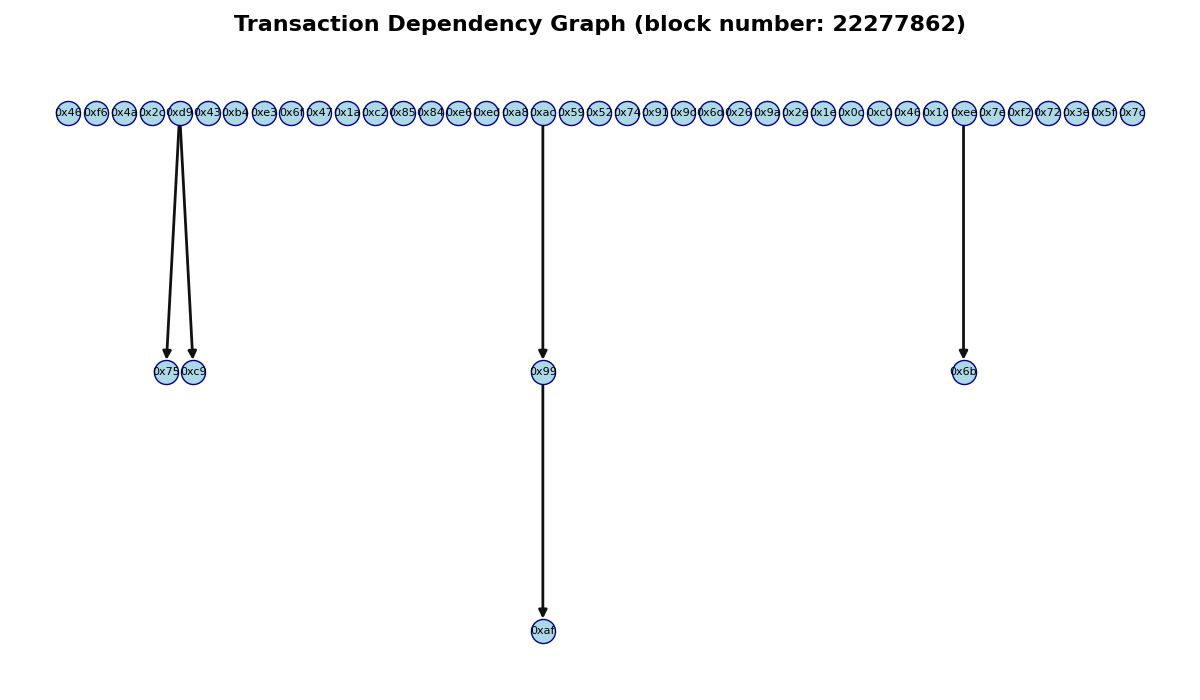 Transaction Dependency Graph (block number: 22277862)
0x46 0xf6 0x4a 0x2c 0xd9 0x43 0xb4 0xe3 0x6f 0x47 0x1a 0xc2 0x85 0x84 0xe6 0xed 0xa8 0xac 0x59 0x52 0x74 0x91 0x9d 0x6d 0x26 0x9a 0x2e 0x1e 0x0c 0xc0 0x46 0x1c 0xee 0x7e 0xf2 0x72 0x3e 0x5f 0x7c
0x75 0xc9 0x99 0x6b
0xaf